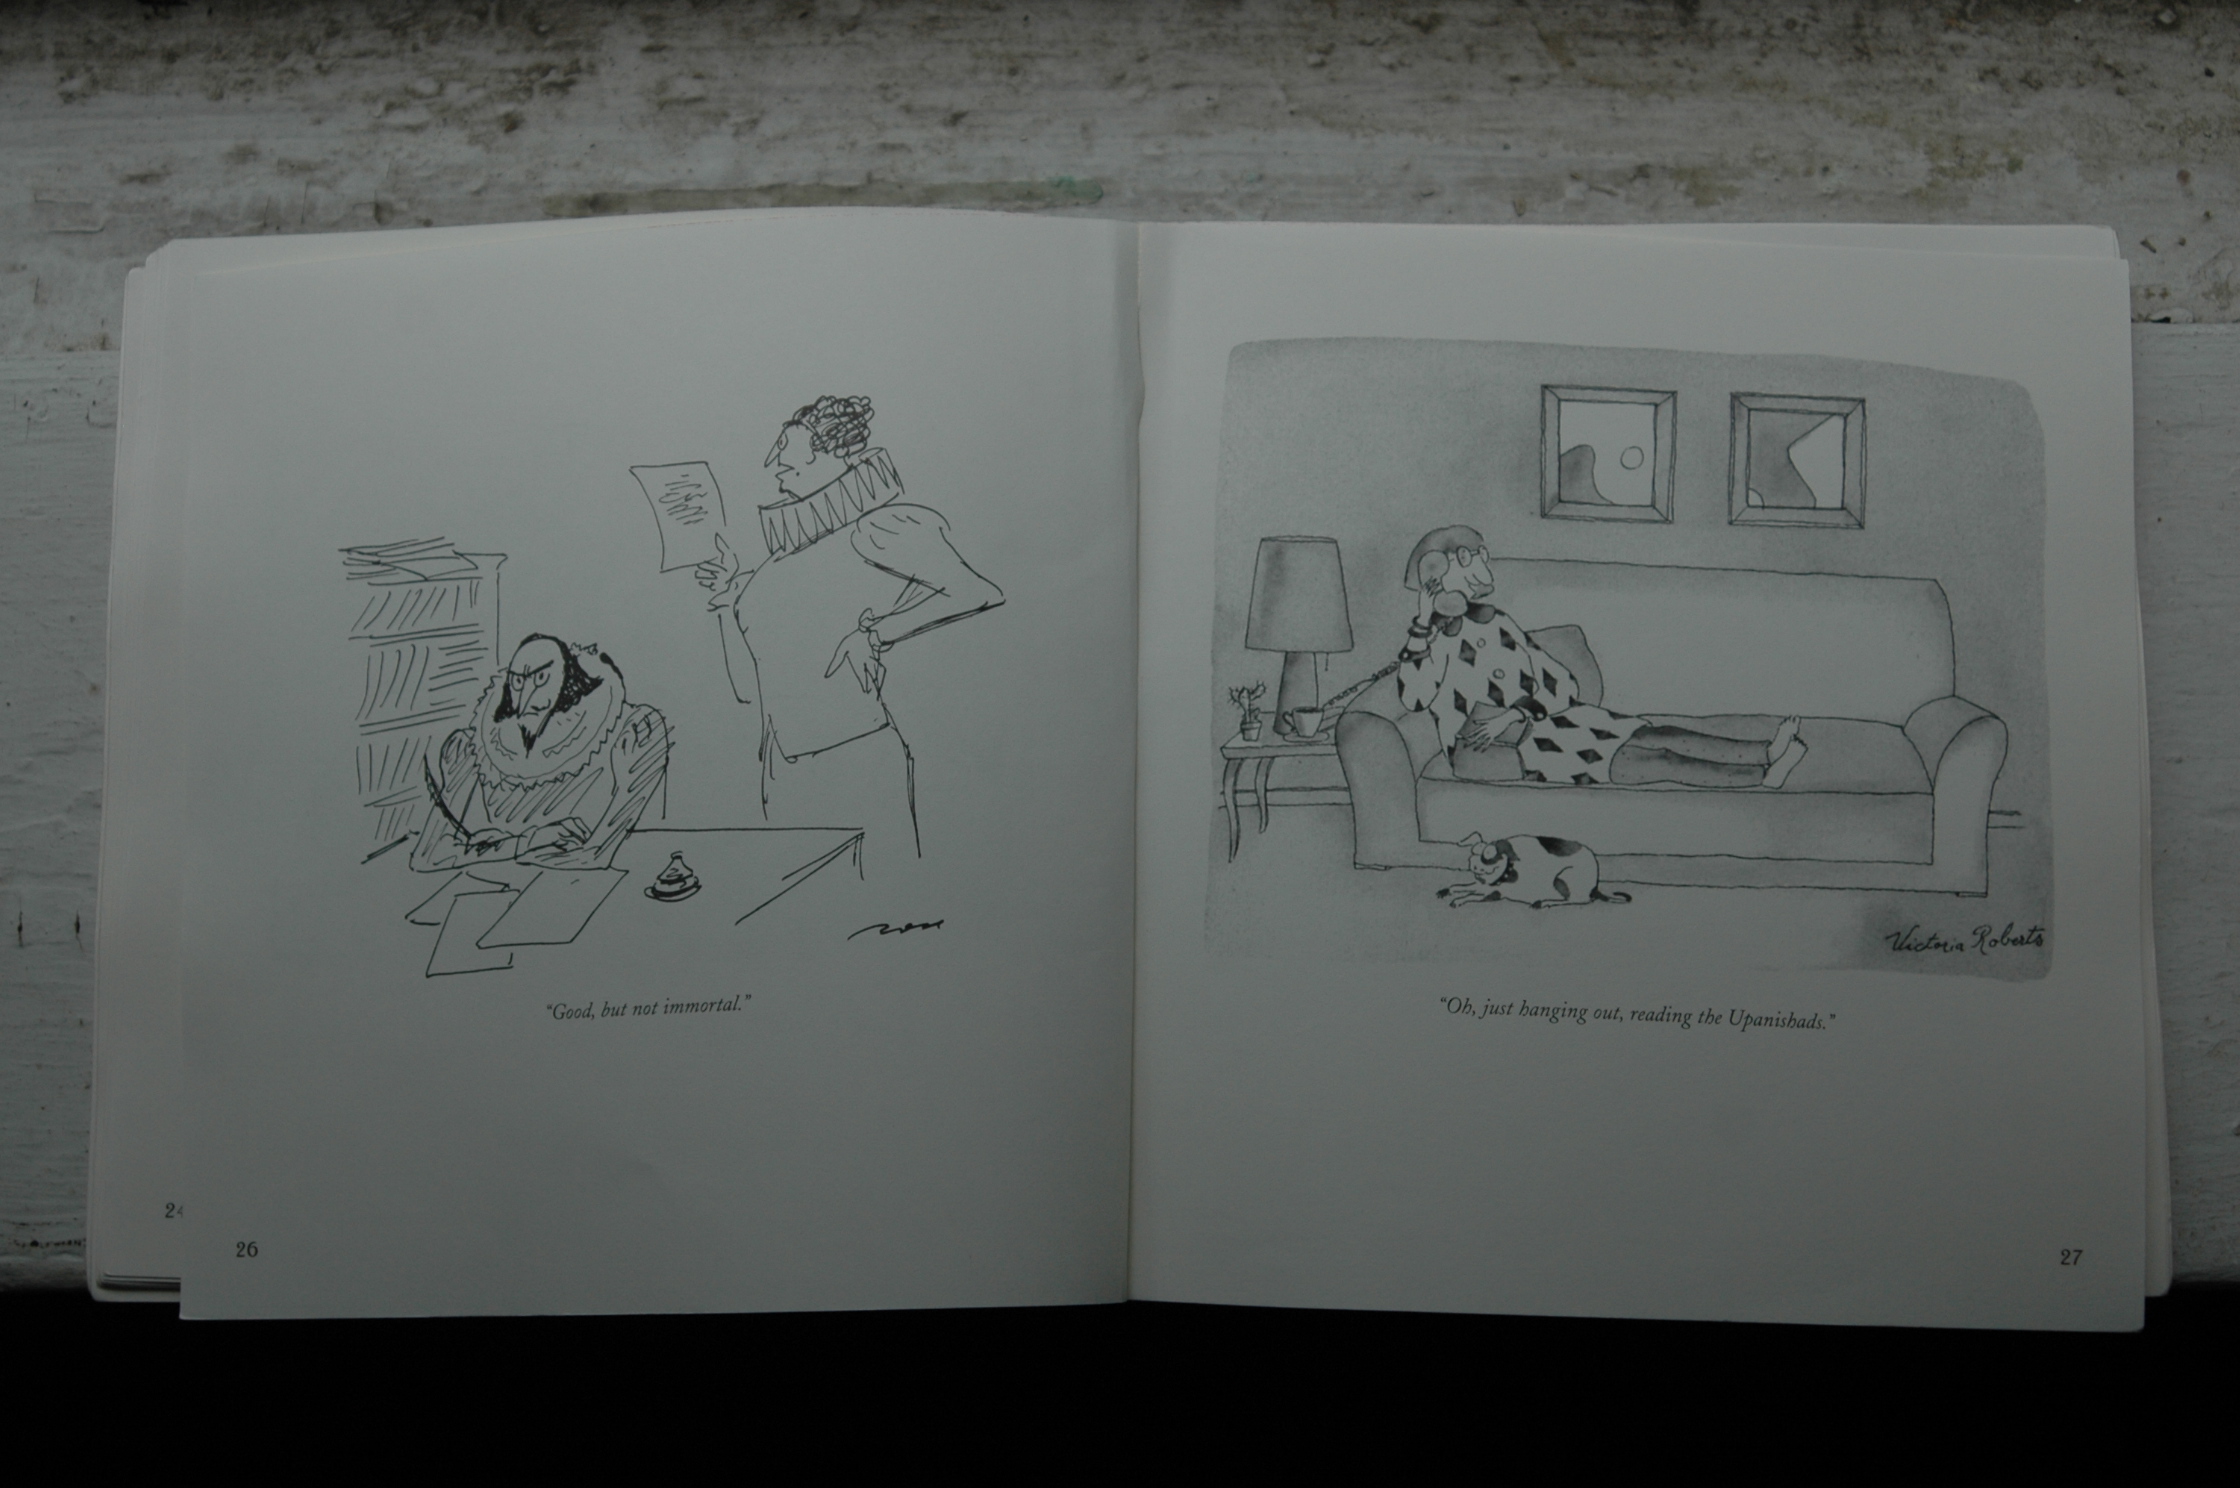 "Good, but not immortal."
26
Victoria Roberts
"Oh, just hanging out, reading the Upanishads."
27